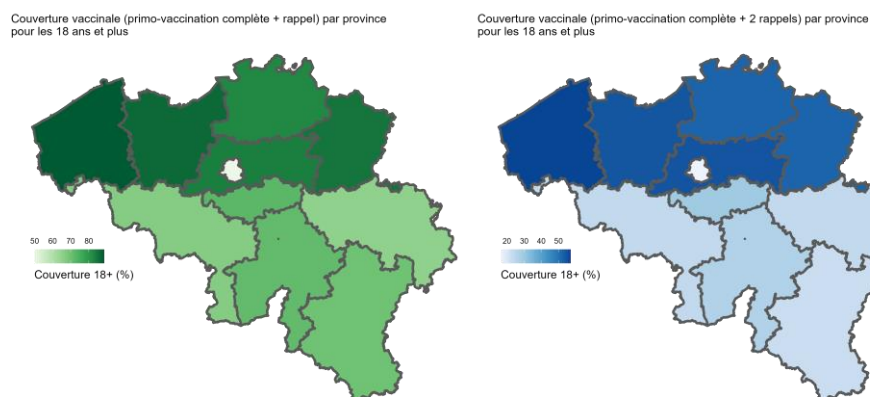 Couverture vaccinale (primo-vaccination complète + rappel) par province
pour les 18 ans et plus
50 60 70 80
Couverture 18+ (%)
Couverture vaccinale (primo-vaccination complète + 2 rappels) par province
pour les 18 ans et plus
20 30 40 50
Couverture 18+ (%)